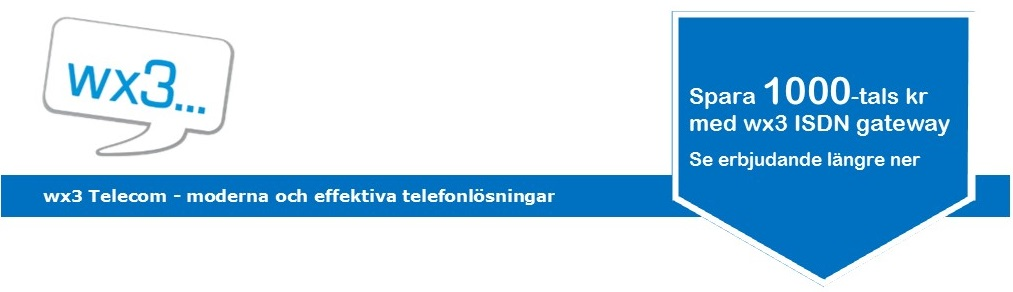 wx3...
Spara 1000-tals kr
med wx3 ISDN gateway
Se erbjudande längre ner
wx3 Telecom - moderna och effektiva telefonlösningar